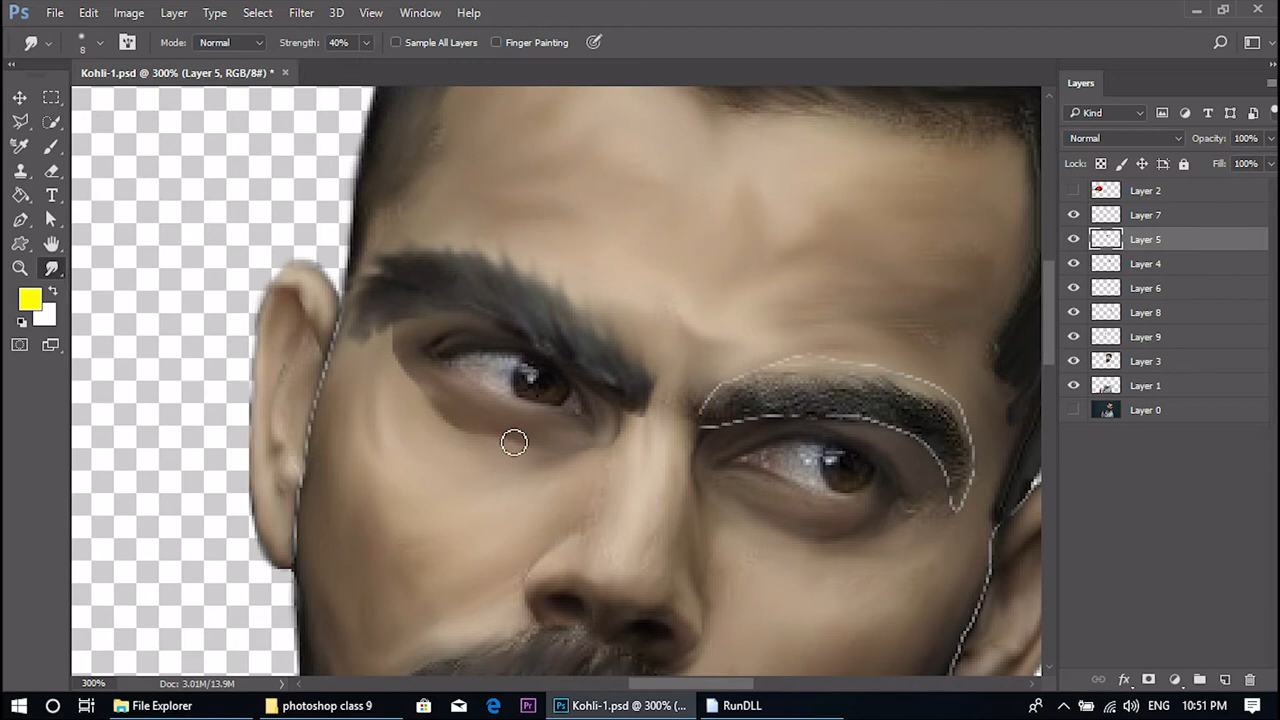 Ps File Edit Image Layer Type Select Filter 3D View Window Help
8 Mode: Normal Strength: 40% Sample All Layers Finger Painting
Kohli-1.psd @ 300% (Layer 5, RGB/8#) * ×
Layers
Kind
Normal Opacity: 100%
Lock: Fill: 100%
Layer 2
Layer 7
Layer 5
Layer 4
Layer 6
Layer 8
Layer 9
Layer 3
Layer 1
Layer 0
300% Doc: 3.01M/13.9M
File Explorer photoshop class 9 Pr Ps Kohli-1.psd @ 300% (... RunDLL ENG 10:21 PM